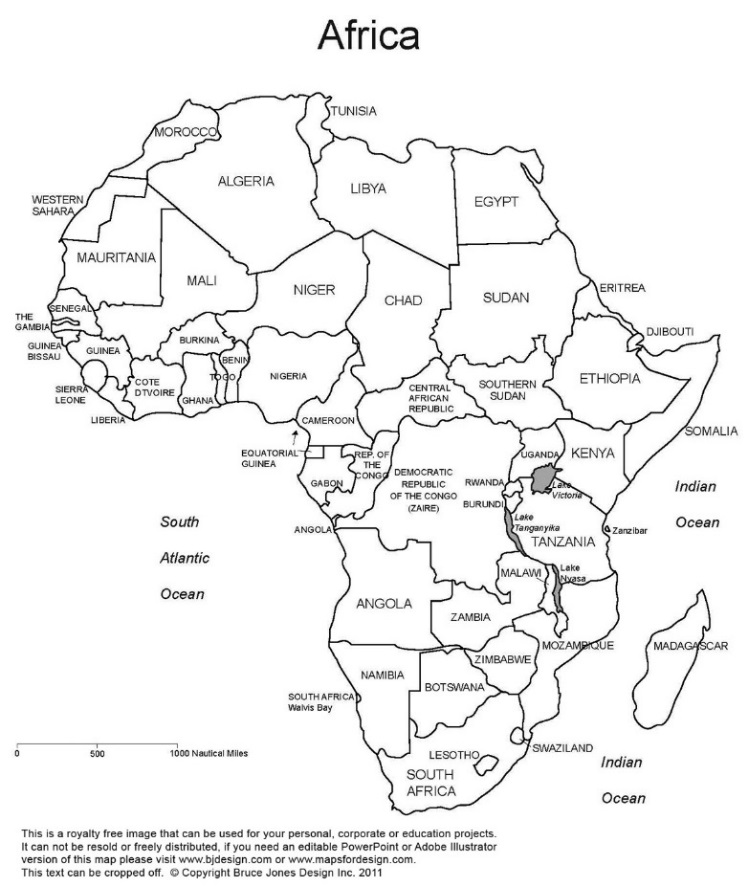 Africa
TUNISIA
MOROCCO
ALGERIA
LIBYA
EGYPT
WESTERN
SAHARA
MAURITANIA
MALI
NIGER
CHAD
SUDAN
ERITREA
SENEGAL
THE
GAMBIA
DJIBOUTI
GUINEA
BISSAU
GUINEA
BURKINA
BENIN
TOGO
NIGERIA
ETHIOPIA
SIERRA
LEONE
COTE
DTVOIRE
GHANA
CENTRAL
AFRICAN
REPUBLIC
SOUTHERN
SUDAN
LIBERIA
CAMEROON
SOMALIA
EQUATORIAL
GUINEA
REP. OF
THE
CONGO
UGANDA
KENYA
GABON
DEMOCRATIC
REPUBLIC
OF THE CONGO
(ZAIRE)
RWANDA
BURUNDI
Lake
Victoria
Indian
Ocean
Lake
Tanganyika
South
Atlantic
Ocean
ANGOLA
TANZANIA
Zanzibar
MALAWI
Lake
Nyasa
ANGOLA
ZAMBIA
MOZAMBIQUE
MADAGASCAR
NAMIBIA
ZIMBABWE
BOTSWANA
SOUTH AFRICA
Walvis Bay
SWAZILAND
LESOTHO
SOUTH
AFRICA
Indian
Ocean
0 500 1000 Nautical Miles
This is a royalty free image that can be used for your personal, corporate or education projects.
It can not be resold or freely distributed, if you need an editable PowerPoint or Adobe Illustrator
version of this map please visit www.bjdesign.com or www.mapsfordesign.com.
This text can be cropped off. © Copyright Bruce Jones Design Inc. 2011